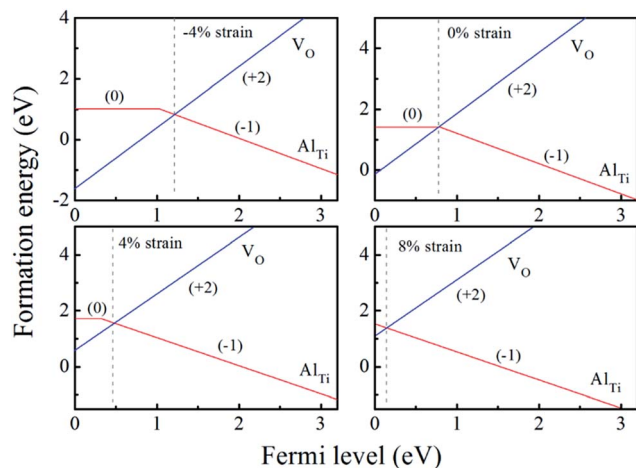 4
2
0
-2
(0)
-4% strain
V_O
(+2)
(-1)
Al_Ti
0
1
2
3
4
2
0
(0)
0% strain
V_O
(+2)
(-1)
Al_Ti
0
1
2
3
4
2
0
(0)
4% strain
V_O
(+2)
(-1)
Al_Ti
0
1
2
3
4
2
0
8% strain
V_O
(+2)
(-1)
Al_Ti
0
1
2
3
Formation energy (eV)
Fermi level (eV)